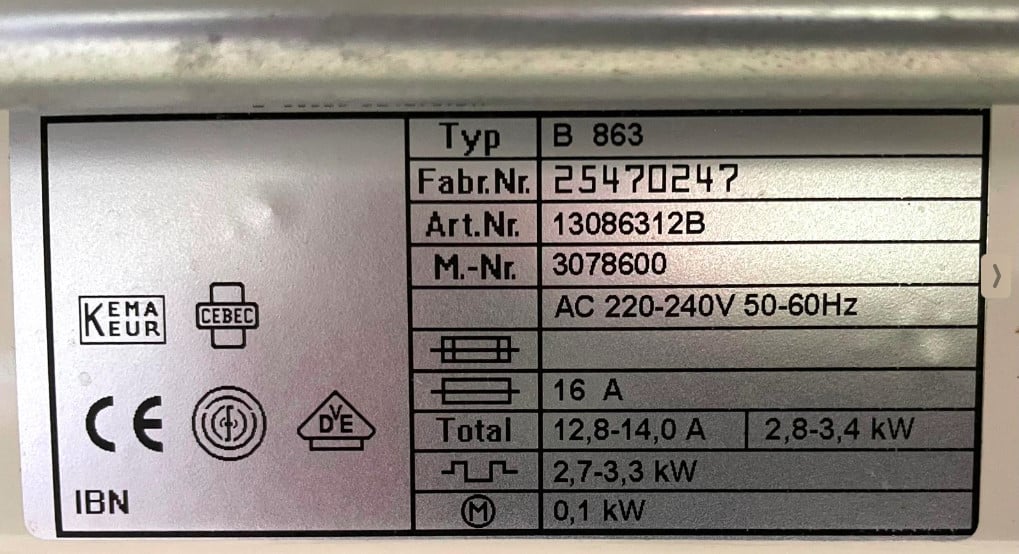 Typ B 863
Fabr.Nr. 25470247
Art.Nr. 13086312B
M.-Nr. 3078600
AC 220-240V 50-60Hz
16 A
Total 12,8-14,0 A 2,8-3,4 kW
2,7-3,3 kW
M 0,1 kW
KEMA
KEUR
CEBEC
CE
DVE
IBN